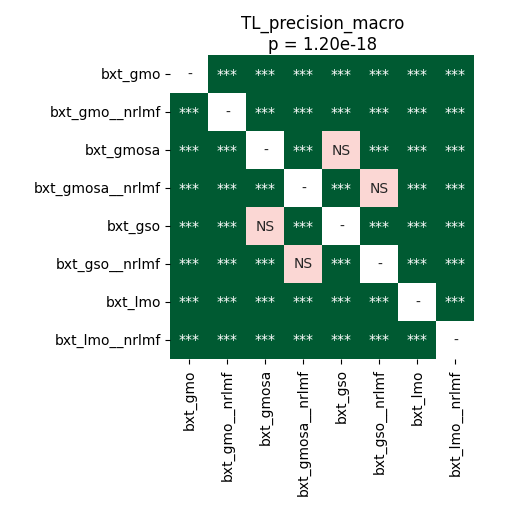 TL_precision_macro
p = 1.20e-18
bxt_gmo - *** *** *** *** *** *** ***
bxt_gmo__nrlmf *** - *** *** *** *** *** ***
bxt_gmosa *** *** - *** NS *** *** ***
bxt_gmosa__nrlmf *** *** *** - *** NS *** ***
bxt_gso *** *** NS *** - *** *** ***
bxt_gso__nrlmf *** *** *** NS *** - *** ***
bxt_lmo *** *** *** *** *** *** - ***
bxt_lmo__nrlmf *** *** *** *** *** *** *** -
bxt_gmo
bxt_gmo__nrlmf
bxt_gmosa
bxt_gmosa__nrlmf
bxt_gso
bxt_gso__nrlmf
bxt_lmo
bxt_lmo__nrlmf